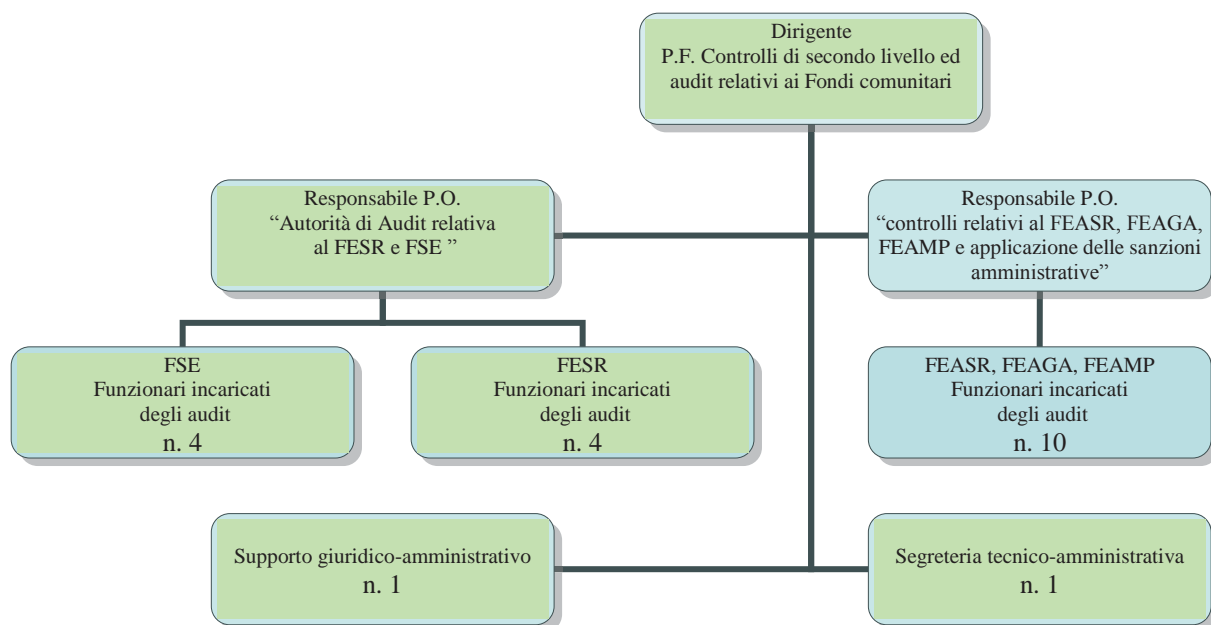 Dirigente
P.F. Controlli di secondo livello ed
audit relativi ai Fondi comunitari
Responsabile P.O.
“Autorità di Audit relativa
al FESR e FSE ”
Responsabile P.O.
“controlli relativi al FEASR, FEAGA,
FEAMP e applicazione delle sanzioni
amministrative”
FSE
Funzionari incaricati
degli audit
n. 4
FESR
Funzionari incaricati
degli audit
n. 4
FEASR, FEAGA, FEAMP
Funzionari incaricati
degli audit
n. 10
Supporto giuridico-amministrativo
n. 1
Segreteria tecnico-amministrativa
n. 1